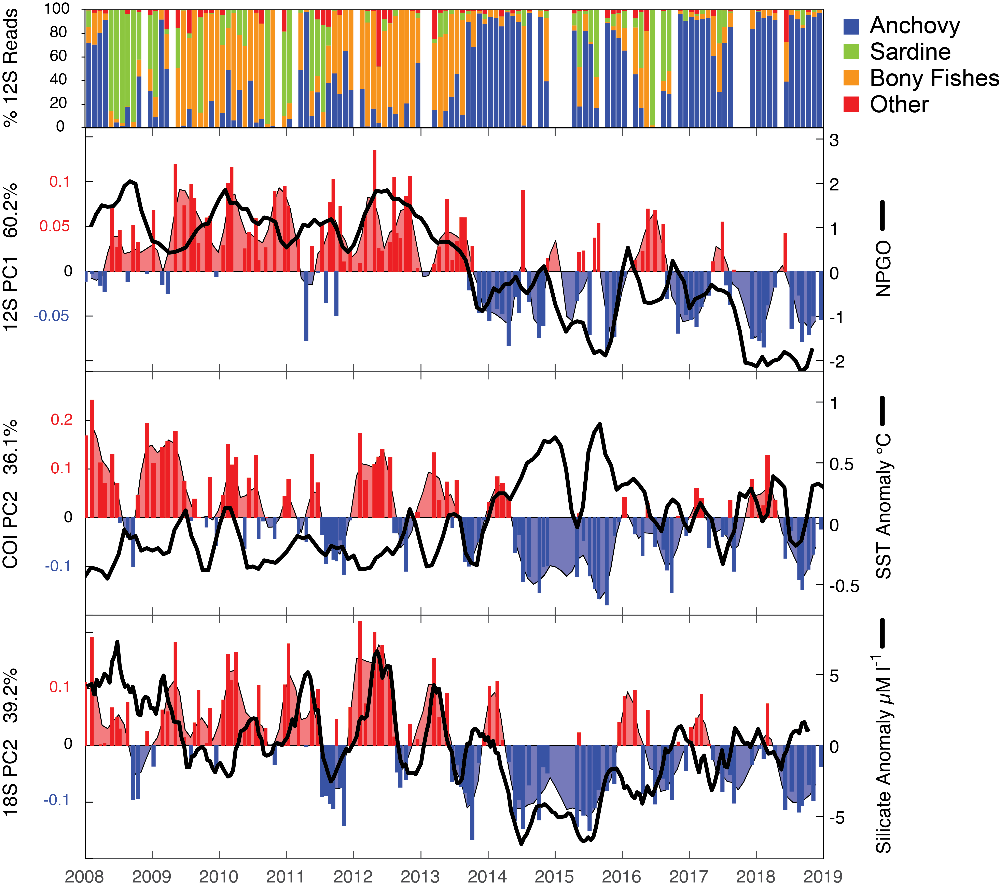 % 12S Reads
100
80
60
40
20
0
Anchovy
Sardine
Bony Fishes
Other
12S PC1 60.2%
0.1
0.05
0
-0.05
3
2
1
0
-1
-2
NPGO
COI PC2 36.1%
0.2
0.1
0
-0.1
1
0.5
0
-0.5
SST Anomaly °C
18S PC2 39.2%
0.1
0
-0.1
5
0
-5
Silicate Anomaly µM l⁻¹
2008 2009 2010 2011 2012 2013 2014 2015 2016 2017 2018 2019